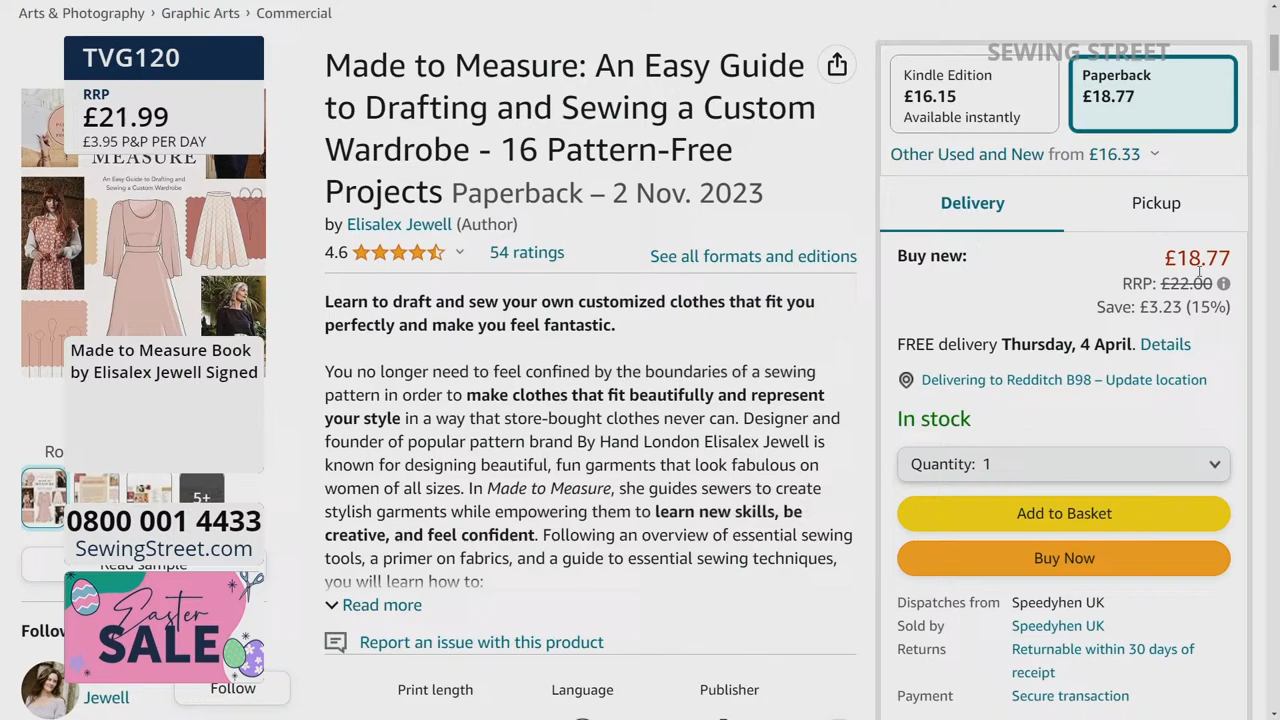 Arts & Photography › Graphic Arts › Commercial
TVG120
RRP
£21.99
£3.95 P&P PER DAY
MEASURE
An Easy Guide to Drafting and
Sewing a Custom Wardrobe
Made to Measure Book
by Elisalex Jewell Signed
Ro
5+
0800 001 4433
SewingStreet.com
Read sample
Easter
SALE
Follow
Jewell
Follow
Made to Measure: An Easy Guide
to Drafting and Sewing a Custom
Wardrobe - 16 Pattern-Free
Projects Paperback – 2 Nov. 2023
by Elisalex Jewell (Author)
4.6
54 ratings
See all formats and editions
Learn to draft and sew your own customized clothes that fit you
perfectly and make you feel fantastic.
You no longer need to feel confined by the boundaries of a sewing
pattern in order to make clothes that fit beautifully and represent
your style in a way that store-bought clothes never can. Designer and
founder of popular pattern brand By Hand London Elisalex Jewell is
known for designing beautiful, fun garments that look fabulous on
women of all sizes. In Made to Measure, she guides sewers to create
stylish garments while empowering them to learn new skills, be
creative, and feel confident. Following an overview of essential sewing
tools, a primer on fabrics, and a guide to essential sewing techniques,
you will learn how to:
Read more
Report an issue with this product
Print length
Language
Publisher
SEWING STREET
Kindle Edition
£16.15
Available instantly
Paperback
£18.77
Other Used and New from £16.33
Delivery
Pickup
Buy new:
£18.77
RRP: £22.00
Save: £3.23 (15%)
FREE delivery Thursday, 4 April. Details
Delivering to Redditch B98 – Update location
In stock
Quantity: 1
Add to Basket
Buy Now
Dispatches from Speedyhen UK
Sold by Speedyhen UK
Returns Returnable within 30 days of
receipt
Payment Secure transaction